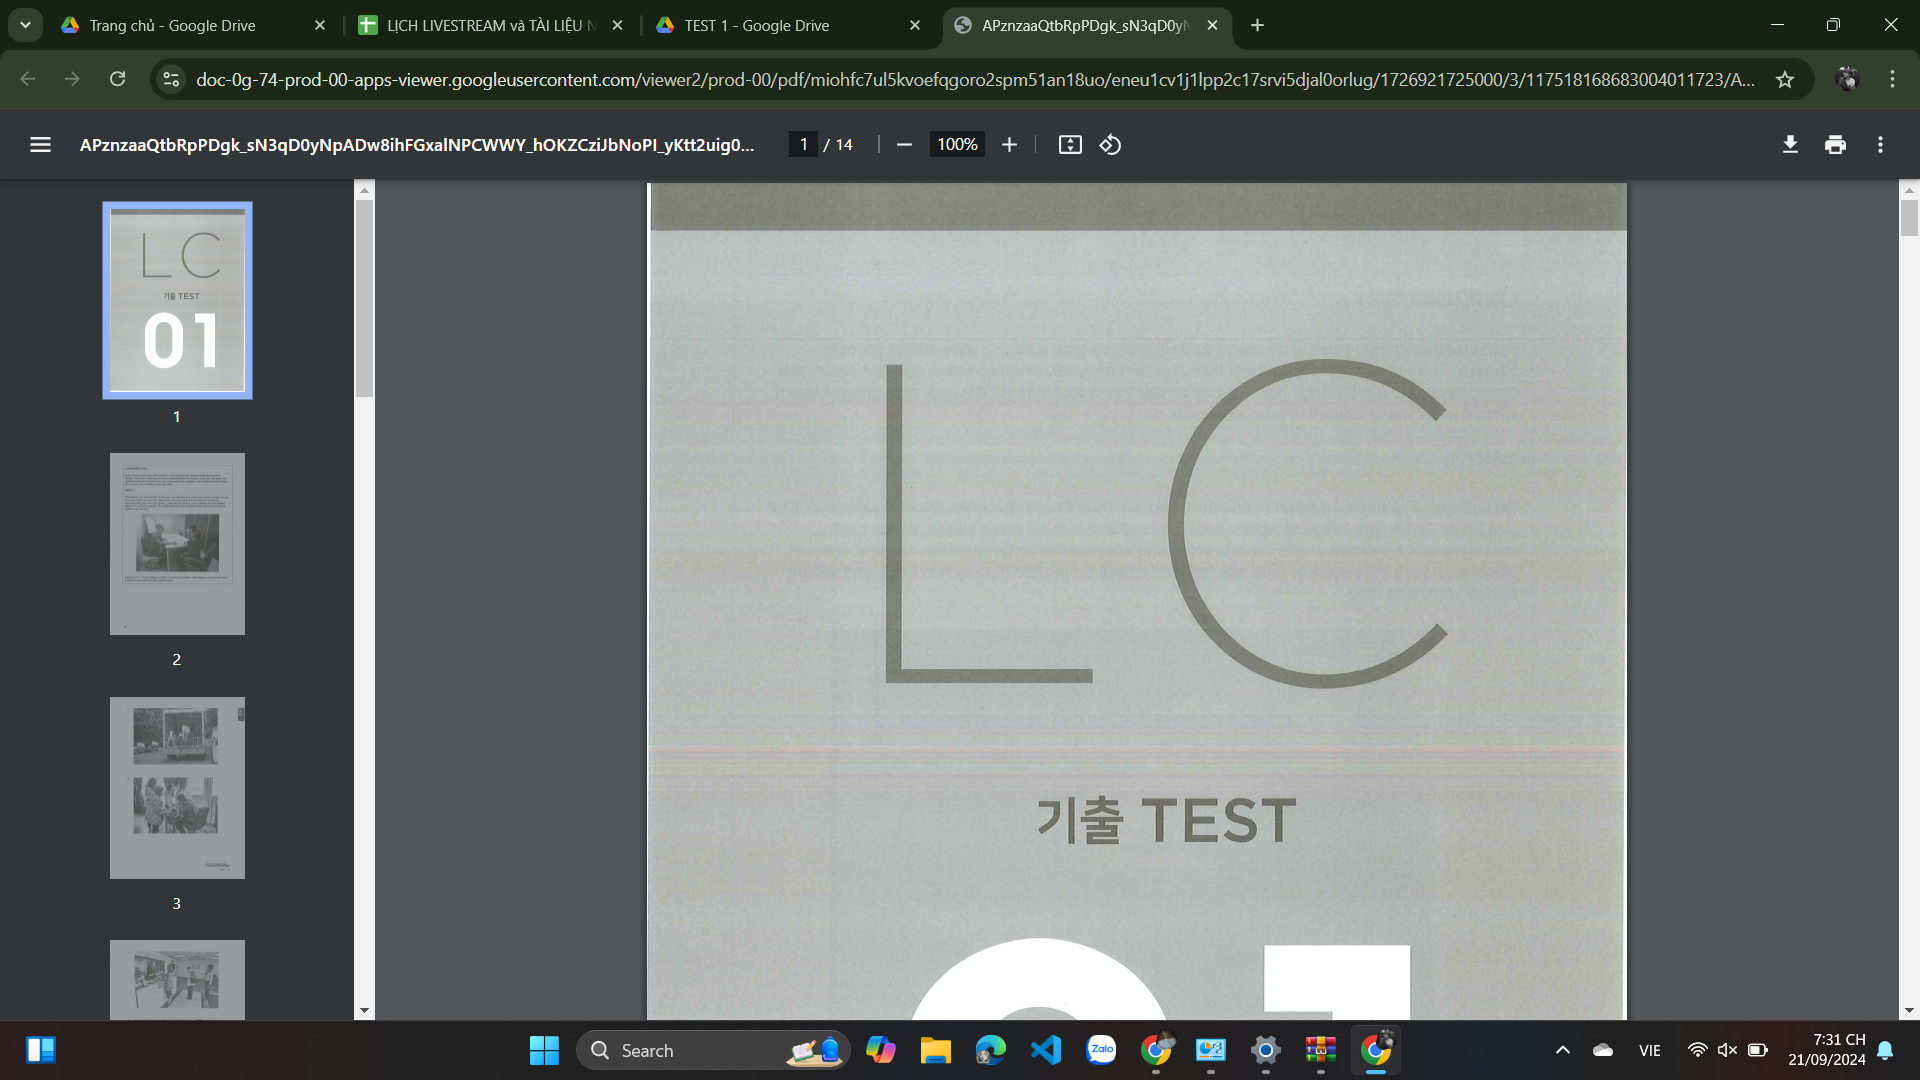 Trang chủ - Google Drive
LỊCH LIVESTREAM và TÀI LIỆU N
TEST 1 - Google Drive
APznzaaQtbRpPDgk_sN3qD0yN
doc-0g-74-prod-00-apps-viewer.googleusercontent.com/viewer2/prod-00/pdf/miohfc7ul5kvoefqgoro2spm51an18uo/eneu1cv1j1lpp2c17srvi5djal0orlug/1726921725000/3/117518168683004011723/A...
APznzaaQtbRpPDgk_sN3qD0yNpADw8ihFGxalNPCWWY_hOKZCziJbNoPI_yKtt2uig0...
1 / 14
100%
LC
기출 TEST
01
1
2
3
LC
기출 TEST
01
Search
Zalo
VIE
7:31 CH
21/09/2024